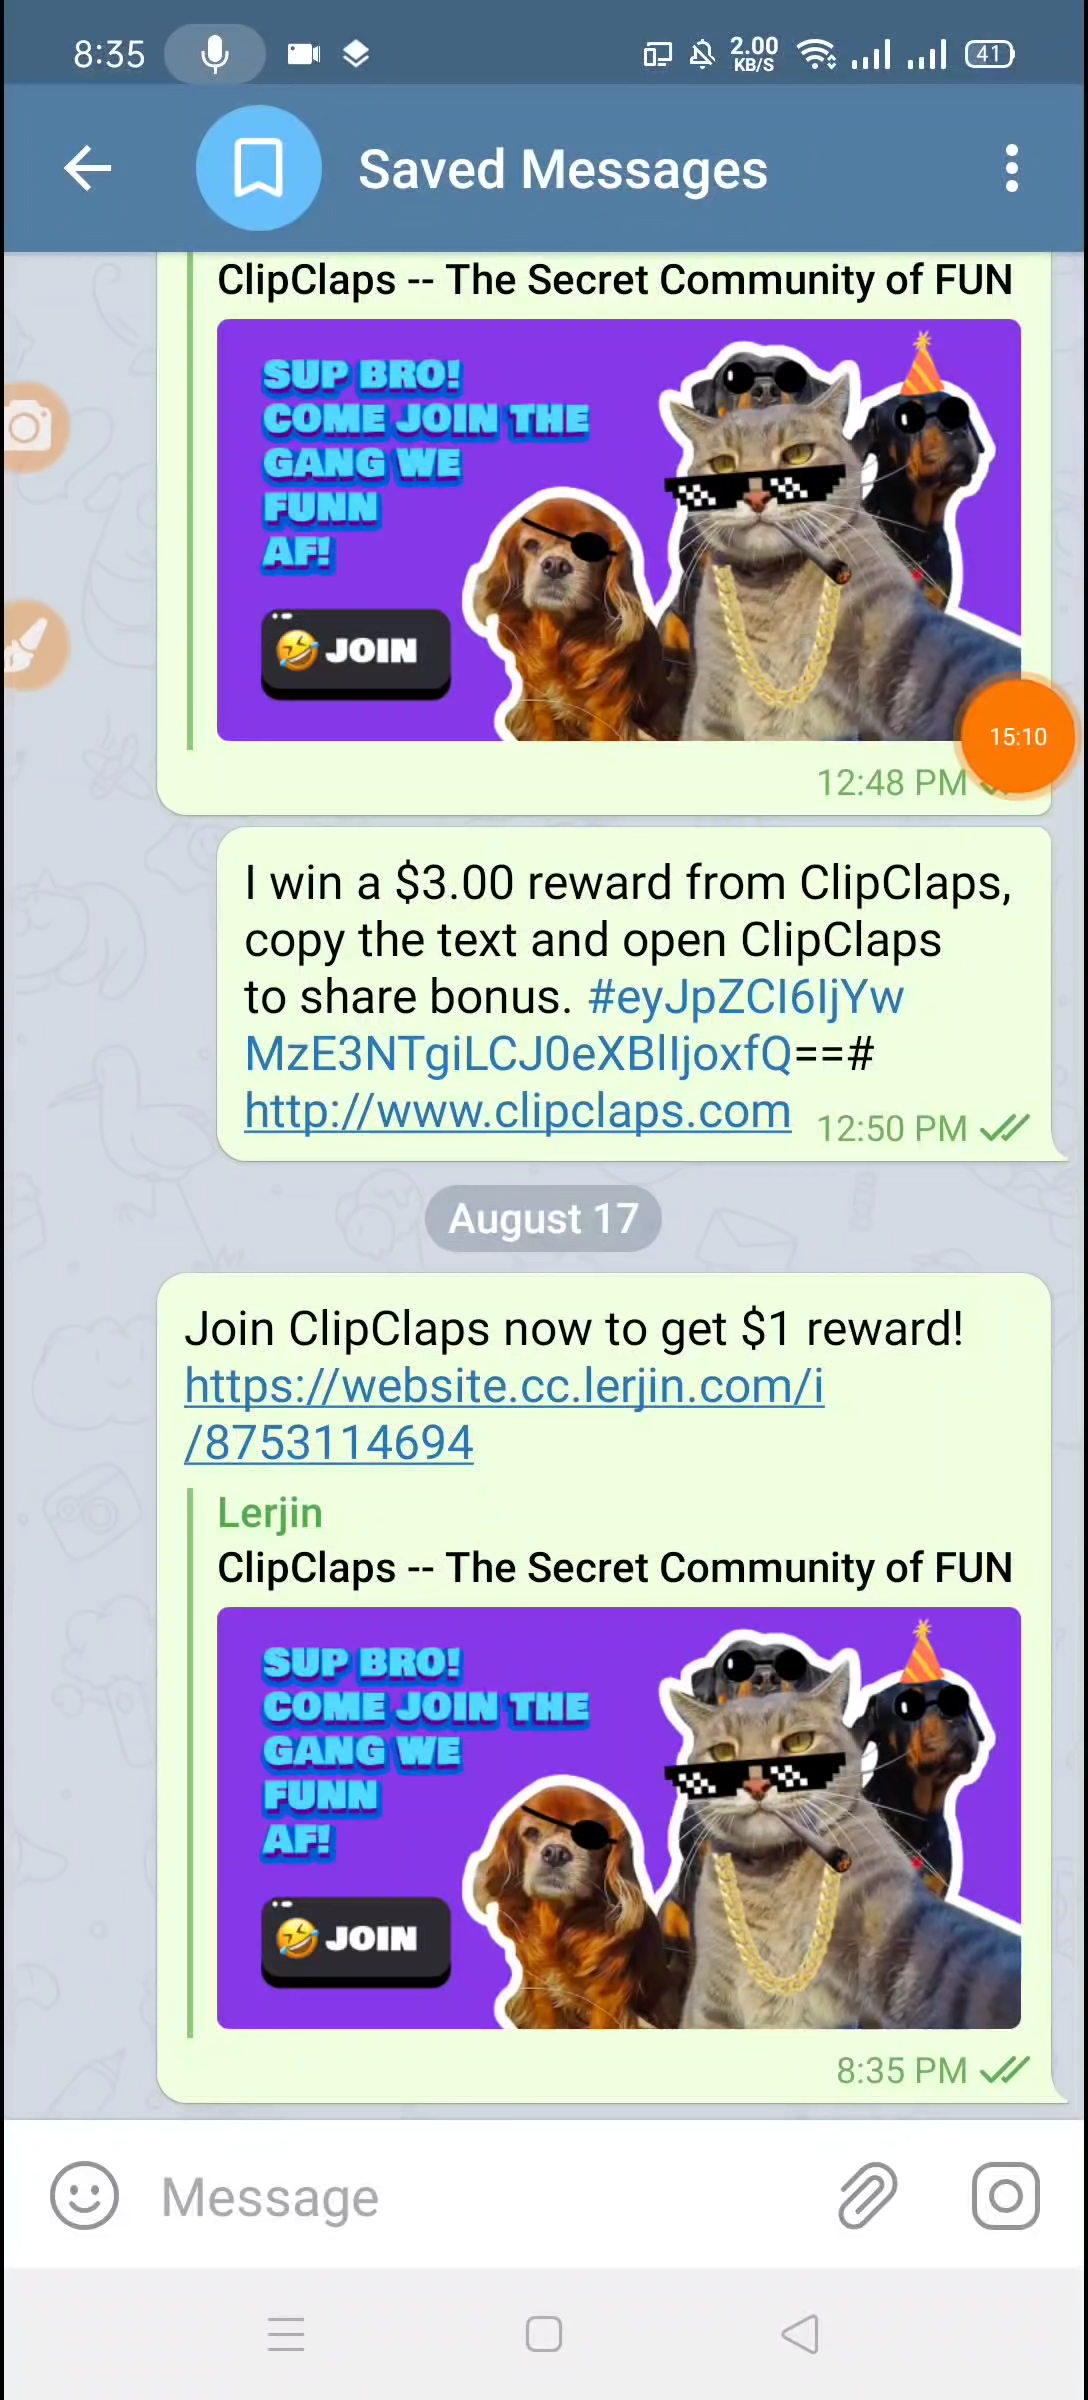 8:35
2.00
KB/S
41
Saved Messages
ClipClaps -- The Secret Community of FUN
SUP BRO!
COME JOIN THE
GANG WE
FUNN
AF!
JOIN
15:10
12:48 PM
I win a $3.00 reward from ClipClaps,
copy the text and open ClipClaps
to share bonus. #eyJpZCI6IjYw
MzE3NTgiLCJ0eXBlIjoxfQ==#
http://www.clipclaps.com
12:50 PM
August 17
Join ClipClaps now to get $1 reward!
https://website.cc.lerjin.com/i
/8753114694
Lerjin
ClipClaps -- The Secret Community of FUN
SUP BRO!
COME JOIN THE
GANG WE
FUNN
AF!
JOIN
8:35 PM
Message